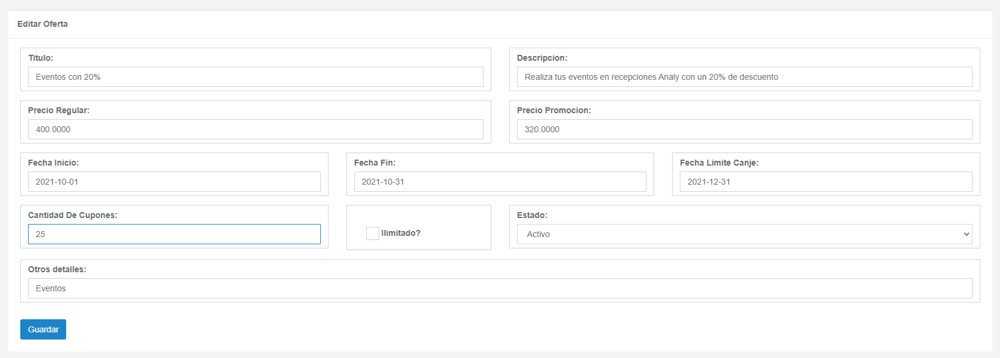 Editar Oferta
Titulo:
Eventos con 20%
Descripcion:
Realiza tus eventos en recepciones Analy con un 20% de descuento
Precio Regular:
400.0000
Precio Promocion:
320.0000
Fecha Inicio:
2021-10-01
Fecha Fin:
2021-10-31
Fecha Limite Canje:
2021-12-31
Cantidad De Cupones:
25
Ilimitado?
Estado:
Activo
Otros detalles:
Eventos
Guardar